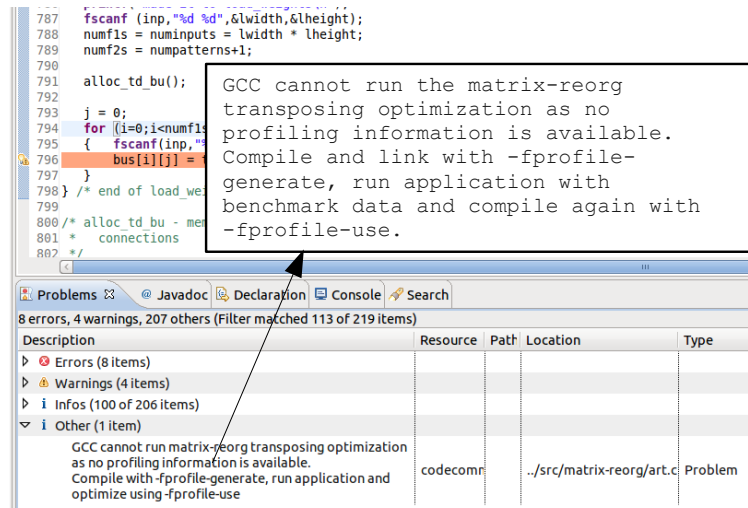 787 fscanf (inp,"%d %d",&lwidth,&lheight);
788 numf1s = numinputs = lwidth * lheight;
789 numf2s = numpatterns+1;
790
791 alloc_td_bu();
792
793 j = 0;
794 for (i=0;i<numf1s
795 { fscanf(inp,"%
796 bus[i][j] = t
797 }
798 } /* end of load_wei
799
800 /* alloc_td_bu - mem
801 * connections
802 */
GCC cannot run the matrix-reorg
transposing optimization as no
profiling information is available.
Compile and link with -fprofile-
generate, run application with
benchmark data and compile again with
-fprofile-use.
Problems @ Javadoc Declaration Console Search
8 errors, 4 warnings, 207 others (Filter matched 113 of 219 items)
Description Resource Path Location Type
Errors (8 items)
Warnings (4 items)
i Infos (100 of 206 items)
i Other (1 item)
GCC cannot run matrix-reorg transposing optimization
as no profiling information is available.
Compile with -fprofile-generate, run application and
optimize using -fprofile-use
codecomr ../src/matrix-reorg/art.c Problem